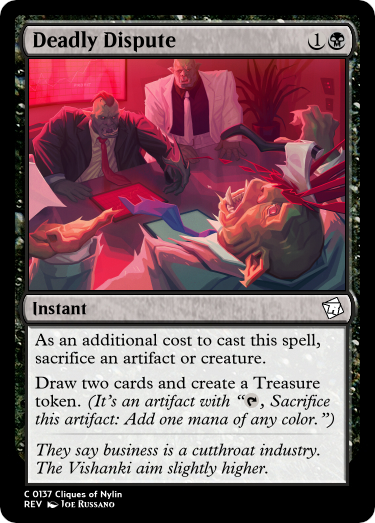 Deadly Dispute 1
Instant
As an additional cost to cast this spell,
sacrifice an artifact or creature.
Draw two cards and create a Treasure
token. (It's an artifact with “, Sacrifice
this artifact: Add one mana of any color.”)
They say business is a cutthroat industry.
The Vishanki aim slightly higher.
C 0137 Cliques of Nylin
REV Joe Russano